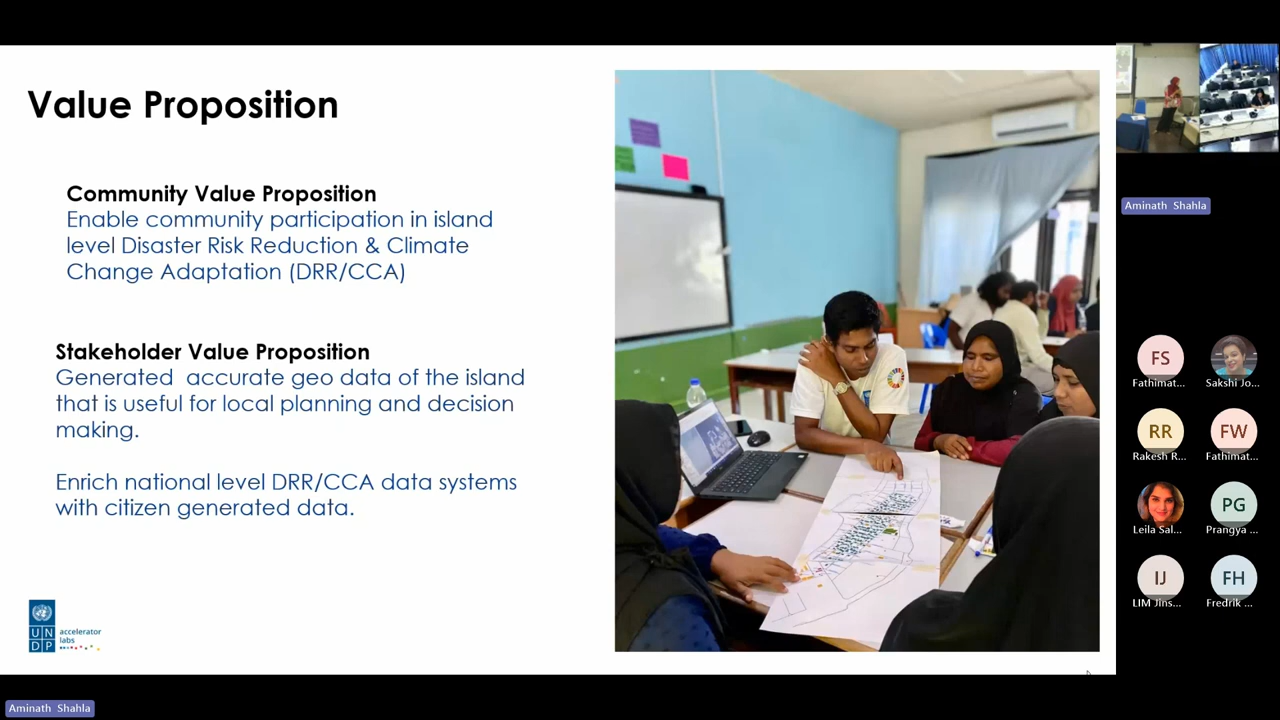 Value Proposition
Community Value Proposition
Enable community participation in island
level Disaster Risk Reduction & Climate
Change Adaptation (DRR/CCA)
Stakeholder Value Proposition
Generated  accurate geo data of the island
that is useful for local planning and decision
making.
Enrich national level DRR/CCA data systems
with citizen generated data.
U N
D P
accelerator
labs
Aminath Shahla
Aminath Shahla
FS
Fathimat...
Sakshi Jo...
RR
Rakesh R...
FW
Fathimat...
Leila Sal...
PG
Prangya ...
IJ
LIM Jins...
FH
Fredrik ...